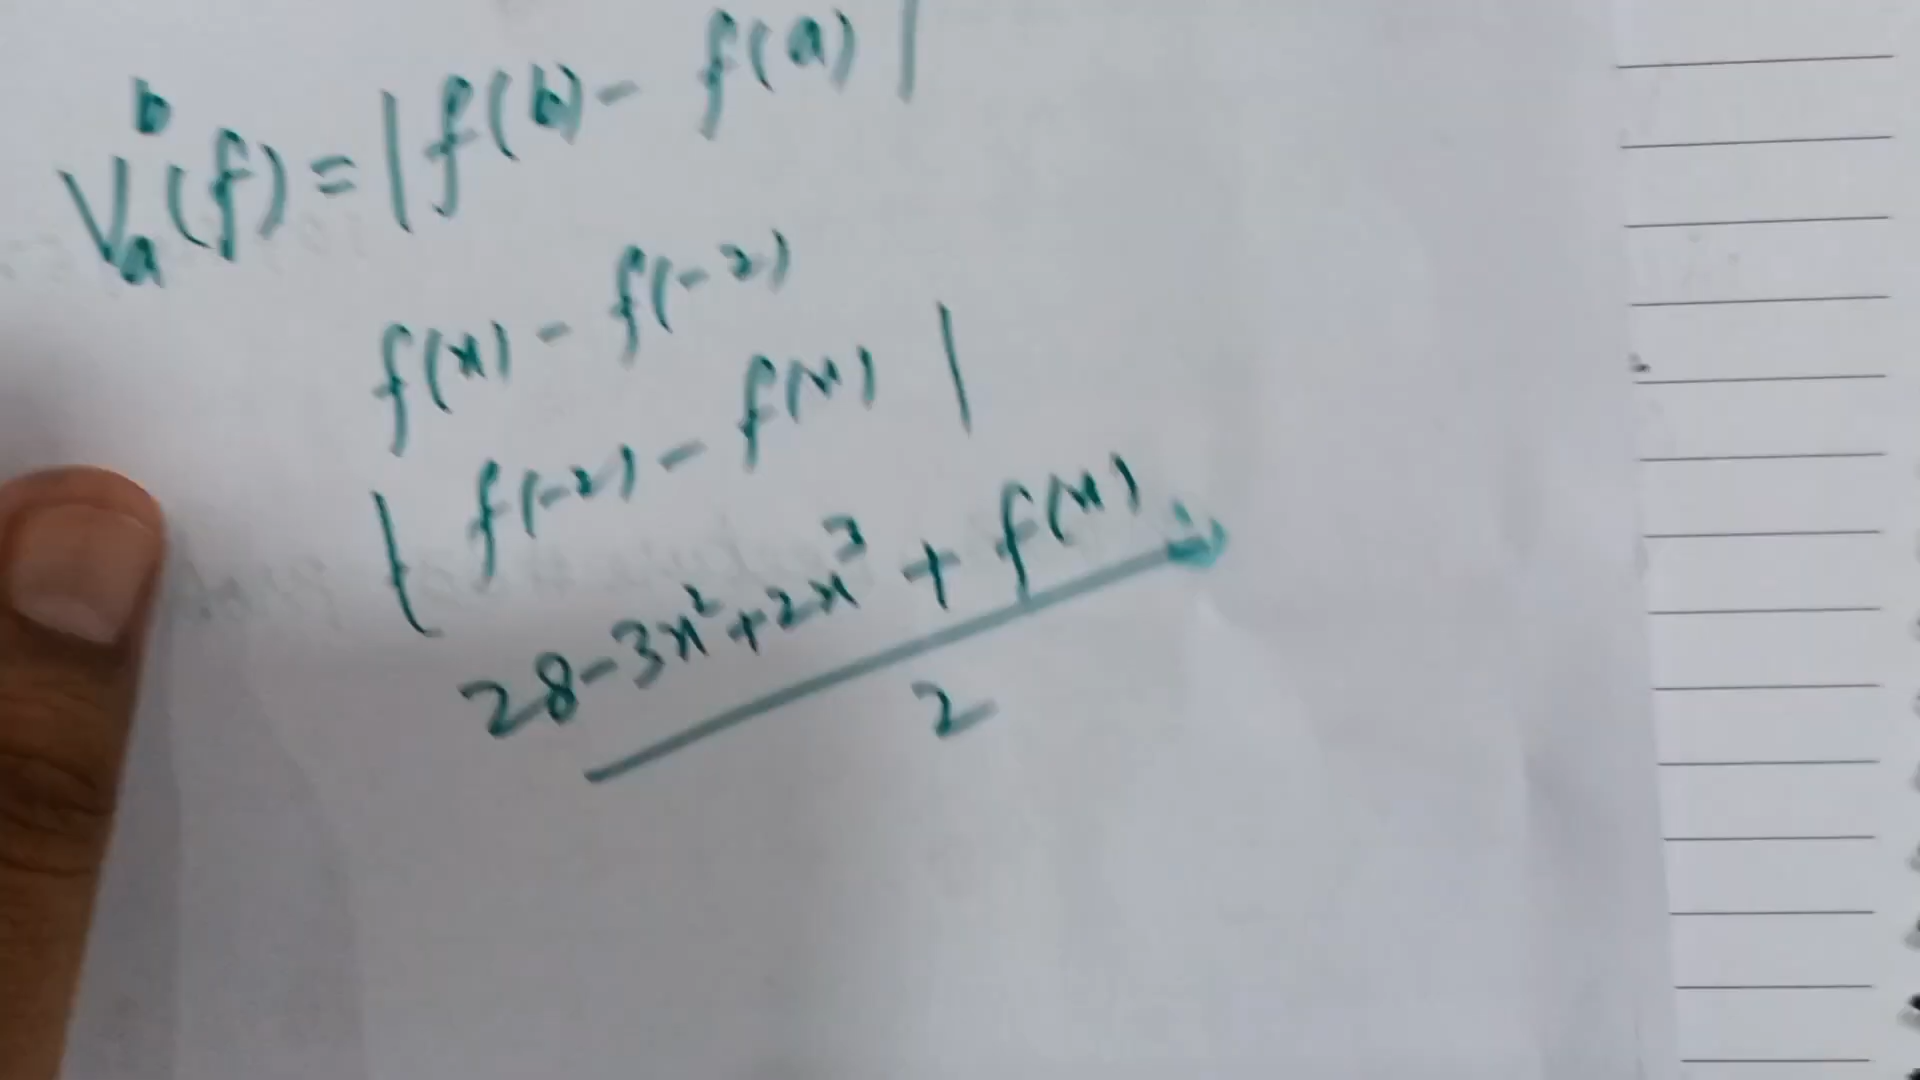 V_a^b(f) = |f(b) - f(a)|
f(x) - f(-2)
| f(-2) - f(x) |
28 - 3x² + 2x³ + f(x)
2